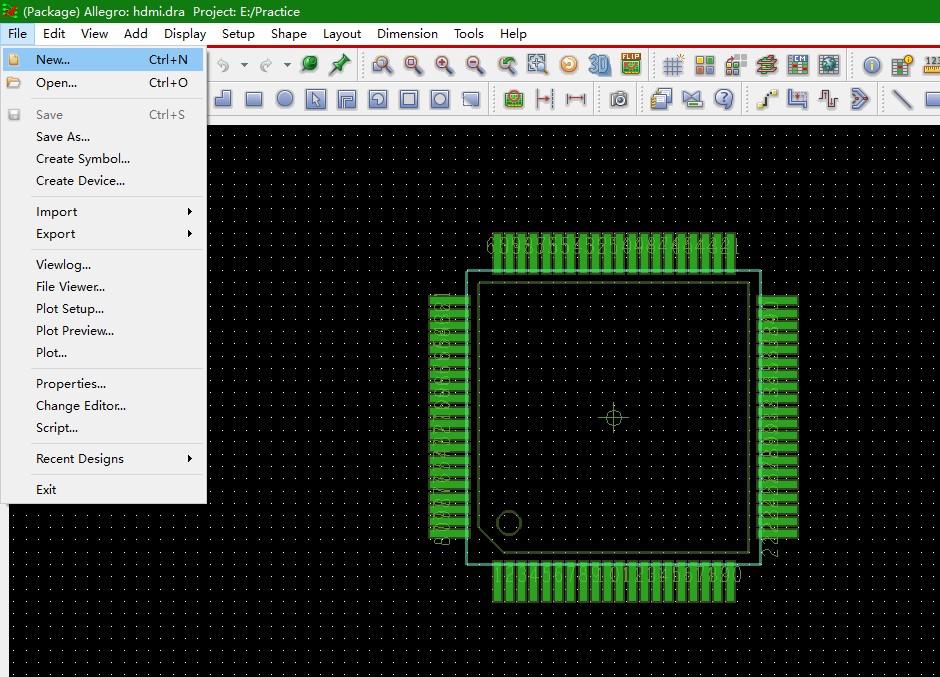 (Package) Allegro: hdmi.dra Project: E:/Practice
File Edit View Add Display Setup Shape Layout Dimension Tools Help
New... Ctrl+N
Open... Ctrl+O
Save Ctrl+S
Save As...
Create Symbol...
Create Device...
Import
Export
Viewlog...
File Viewer...
Plot Setup...
Plot Preview...
Plot...
Properties...
Change Editor...
Script...
Recent Designs
Exit
3D
FLIP
CM
123